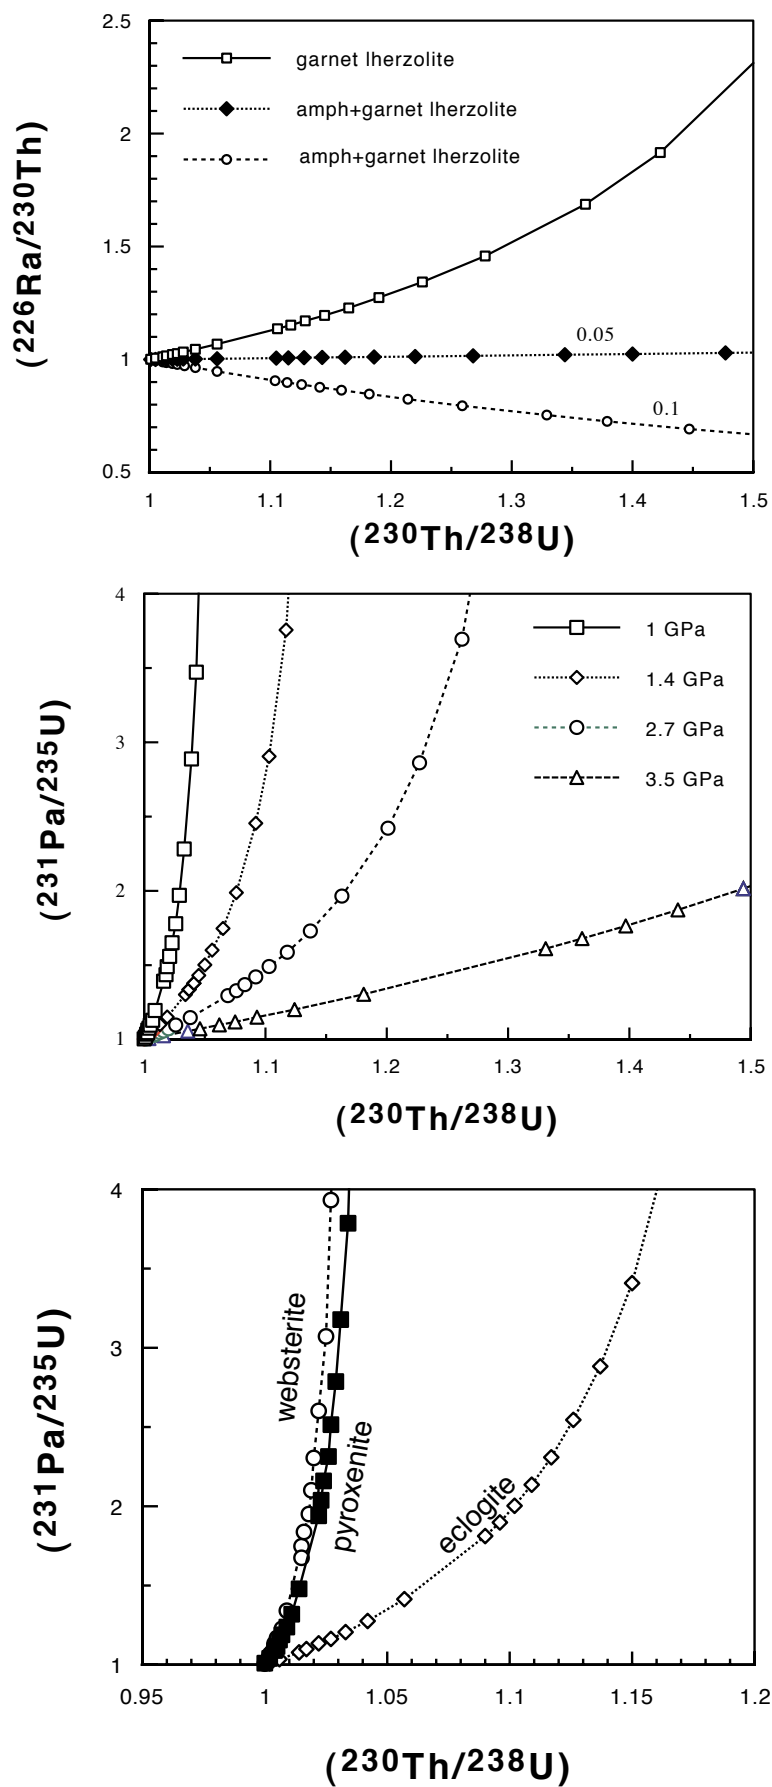 2.5
garnet lherzolite
amph+garnet lherzolite
amph+garnet lherzolite
2
(226Ra/230Th)
1.5
0.05
1
0.1
0.5
1 1.1 1.2 1.3 1.4 1.5
(230Th/238U)
4
1 GPa
1.4 GPa
2.7 GPa
3.5 GPa
3
(231Pa/235U)
2
1
1 1.1 1.2 1.3 1.4 1.5
(230Th/238U)
4
3
(231Pa/235U)
websterite
pyroxenite
eclogite
2
1
0.95 1 1.05 1.1 1.15 1.2
(230Th/238U)